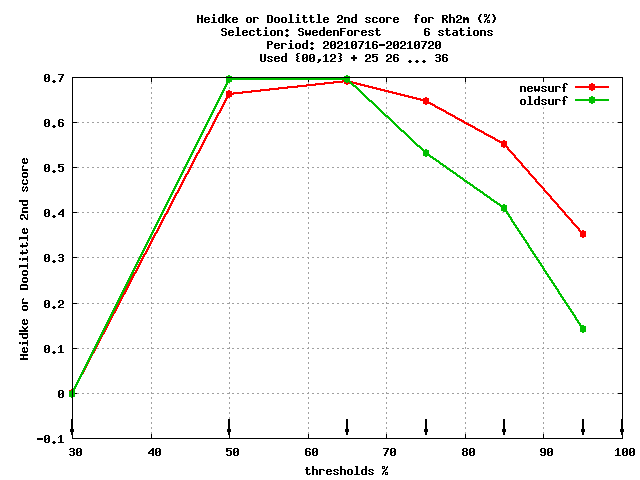 Heidke or Doolittle 2nd score  for Rh2m (%)
Selection: SwedenForest      6 stations
Period: 20210716-20210720
Used {00,12} + 25 26 ... 36
newsurf
oldsurf
Heidke or Doolittle 2nd score
0.7
0.6
0.5
0.4
0.3
0.2
0.1
0
-0.1
30 40 50 60 70 80 90 100
thresholds %